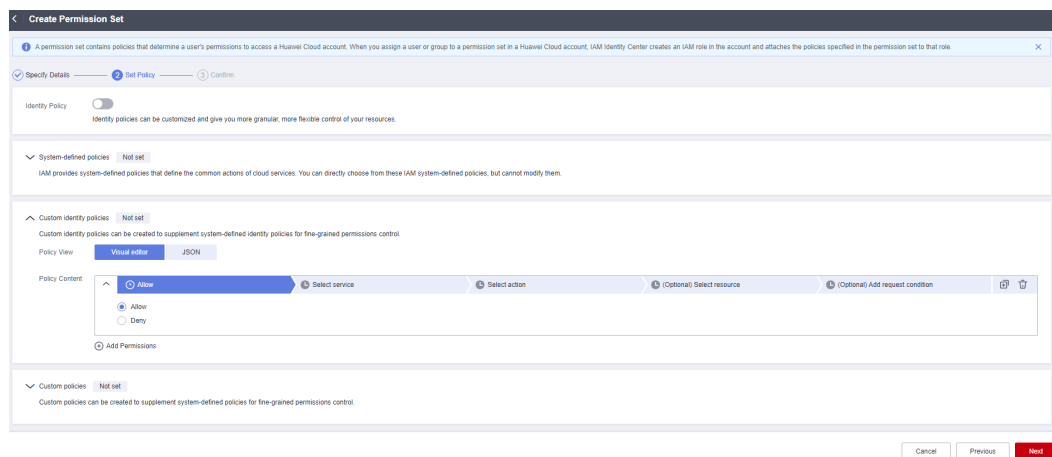 Create Permission Set
A permission set contains policies that determine a user's permissions to access a Huawei Cloud account. When you assign a user or group to a permission set in a Huawei Cloud account, IAM Identity Center creates an IAM role in the account and attaches the policies specified in the permission set to that role.
Specify Details 2 Set Policy 3 Confirm
Identity Policy
Identity policies can be customized and give you more granular, more flexible control of your resources.
System-defined policies Not set
IAM provides system-defined policies that define the common actions of cloud services. You can directly choose from these IAM system-defined policies, but cannot modify them.
Custom identity policies Not set
Custom identity policies can be created to supplement system-defined identity policies for fine-grained permissions control.
Policy View Visual editor JSON
Policy Content Allow Select service Select action (Optional) Select resource (Optional) Add request condition
Allow
Deny
Add Permissions
Custom policies Not set
Custom policies can be created to supplement system-defined policies for fine-grained permissions control.
Cancel Previous Next